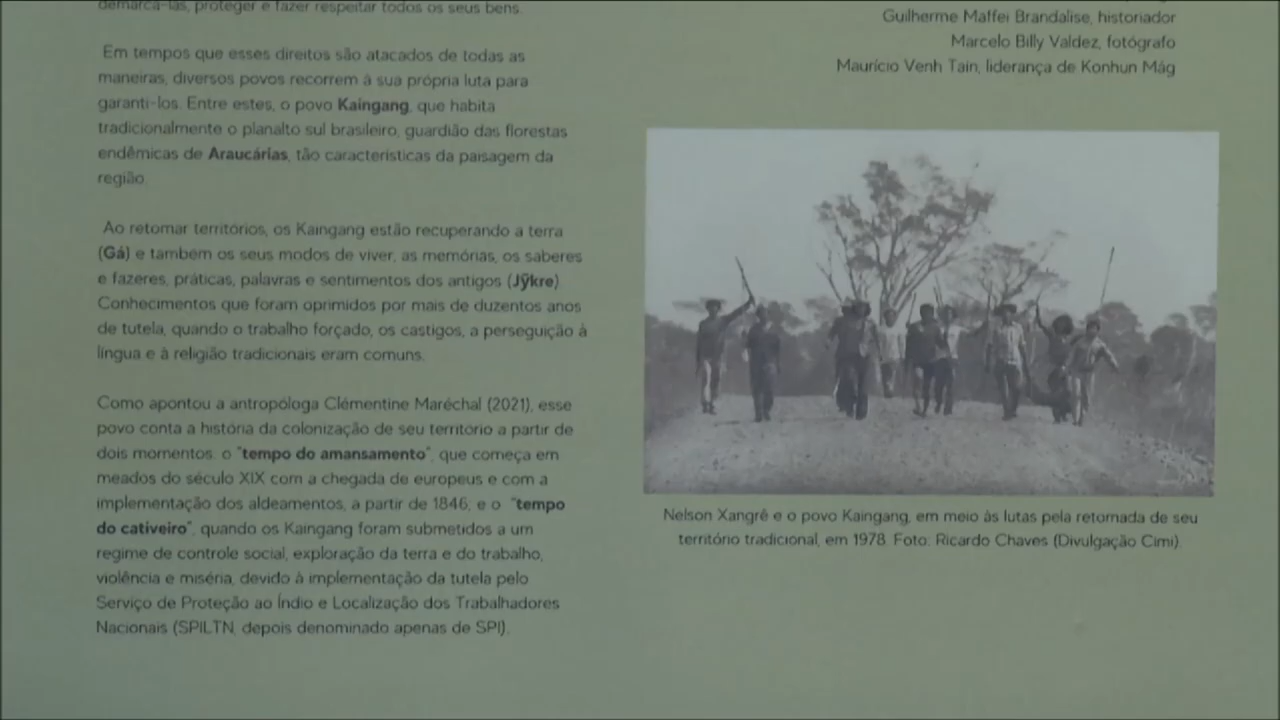 demarcá-las, proteger e fazer respeitar todos os seus bens.
Em tempos que esses direitos são atacados de todas as
maneiras, diversos povos recorrem à sua própria luta para
garanti-los. Entre estes, o povo Kaingang, que habita
tradicionalmente o planalto sul brasileiro, guardião das florestas
endêmicas de Araucárias, tão características da paisagem da
região.
Ao retomar territórios, os Kaingang estão recuperando a terra
(Gá) e também os seus modos de viver, as memórias, os saberes
e fazeres, práticas, palavras e sentimentos dos antigos (Jỹkre).
Conhecimentos que foram oprimidos por mais de duzentos anos
de tutela, quando o trabalho forçado, os castigos, a perseguição à
língua e à religião tradicionais eram comuns.
Como apontou a antropóloga Clémentine Maréchal (2021), esse
povo conta a história da colonização de seu território a partir de
dois momentos: o "tempo do amansamento", que começa em
meados do século XIX com a chegada de europeus e com a
implementação dos aldeamentos, a partir de 1846, e o "tempo
do cativeiro", quando os Kaingang foram submetidos a um
regime de controle social, exploração da terra e do trabalho,
violência e miséria, devido à implementação da tutela pelo
Serviço de Proteção ao Índio e Localização dos Trabalhadores
Nacionais (SPILTN, depois denominado apenas de SPI).
Guilherme Maffei Brandalise, historiador
Marcelo Billy Valdez, fotógrafo
Maurício Venh Tain, liderança de Konhun Mág
Nelson Xangrê e o povo Kaingang, em meio às lutas pela retomada de seu
território tradicional, em 1978. Foto: Ricardo Chaves (Divulgação Cimi).